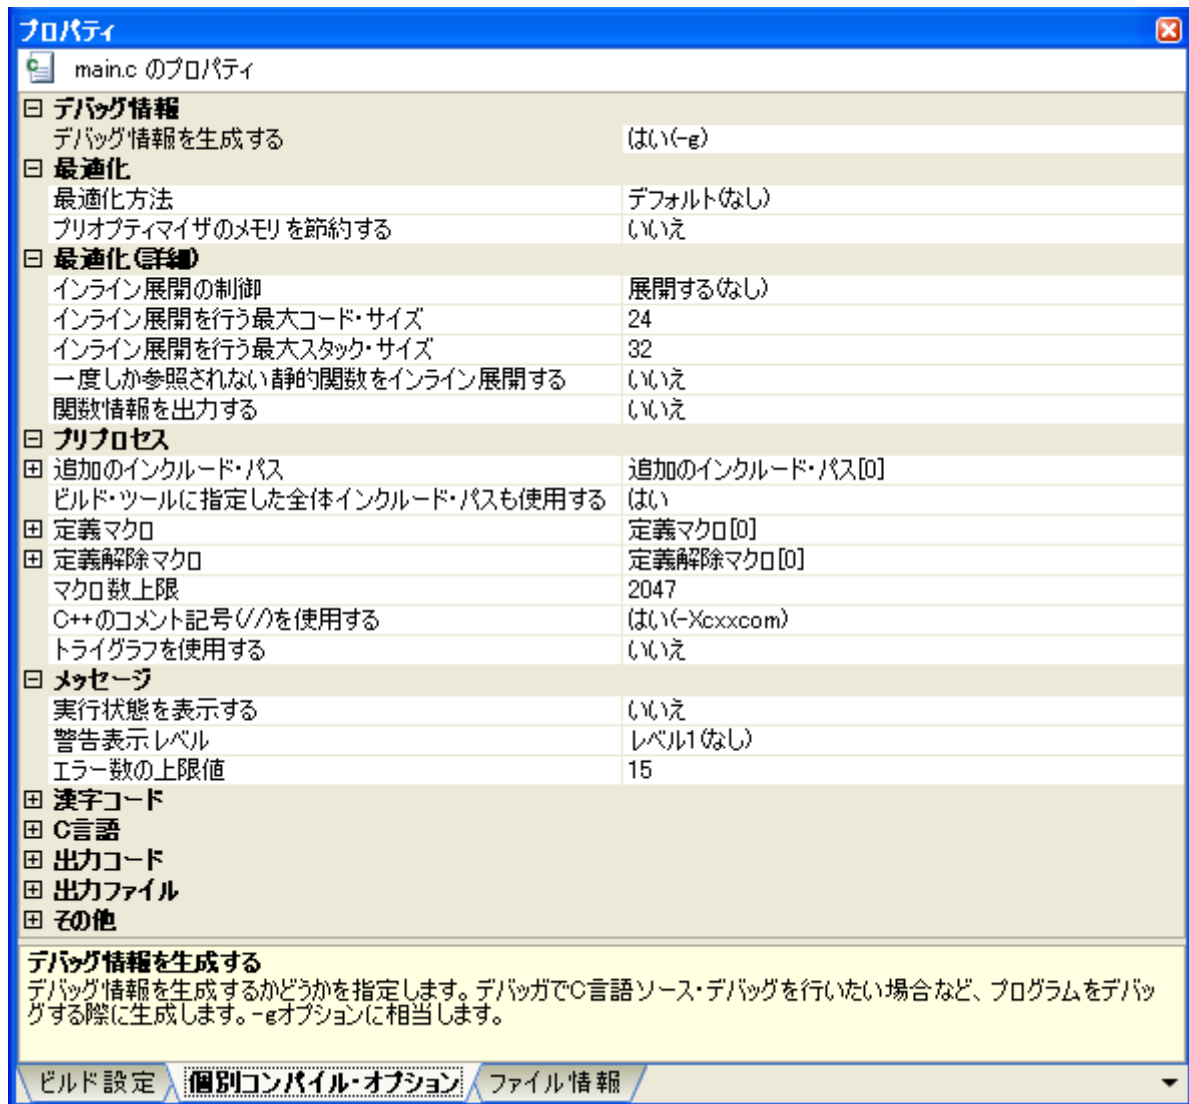 プロパティ
main.c のプロパティ
デバッグ情報
デバッグ情報を生成する はい(-g)
最適化
最適化方法 デフォルト(なし)
プリオプティマイザのメモリを節約する いいえ
最適化(詳細)
インライン展開の制御 展開する(なし)
インライン展開を行う最大コード・サイズ 24
インライン展開を行う最大スタック・サイズ 32
一度しか参照されない静的関数をインライン展開する いいえ
関数情報を出力する いいえ
プリプロセス
追加のインクルード・パス 追加のインクルード・パス[0]
ビルド・ツールに指定した全体インクルード・パスも使用する はい
定義マクロ 定義マクロ[0]
定義解除マクロ 定義解除マクロ[0]
マクロ数上限 2047
C++のコメント記号(//)を使用する はい(-Xcxxcom)
トライグラフを使用する いいえ
メッセージ
実行状態を表示する いいえ
警告表示レベル レベル1(なし)
エラー数の上限値 15
漢字コード
C言語
出力コード
出力ファイル
その他
デバッグ情報を生成する
デバッグ情報を生成するかどうかを指定します。デバッガでC言語ソース・デバッグを行いたい場合など、プログラムをデバッ
グする際に生成します。-gオプションに相当します。
ビルド設定 個別コンパイル・オプション ファイル情報